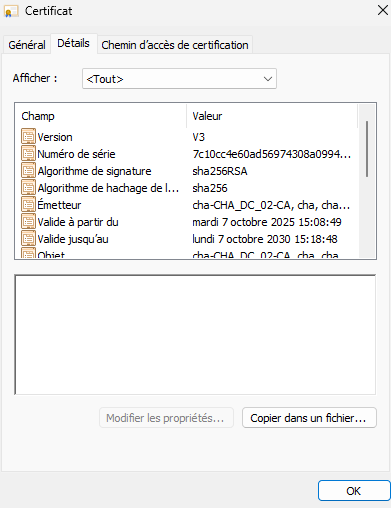 Certificat
Général Détails Chemin d'accès de certification
Afficher : <Tout>
Champ Valeur
Version V3
Numéro de série 7c10cc4e60ad56974308a0994...
Algorithme de signature sha256RSA
Algorithme de hachage de l... sha256
Émetteur cha-CHA_DC_02-CA, cha, cha...
Valide à partir du mardi 7 octobre 2025 15:08:49
Valide jusqu'au lundi 7 octobre 2030 15:18:48
Objet cha-CHA_DC_02-CA, cha, cha...
Modifier les propriétés... Copier dans un fichier...
OK